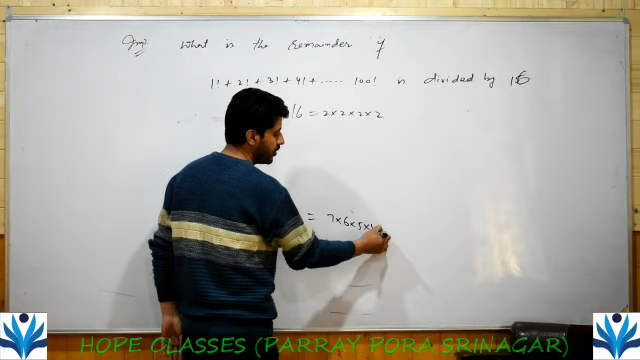 Imp: What is the remainder if
1! + 2! + 3! + 4! + ..... 100! is divided by 16
16 = 2×2×2×2
= 7×6×5×
HOPE CLASSES (PARRAY PORA SRINAGAR)